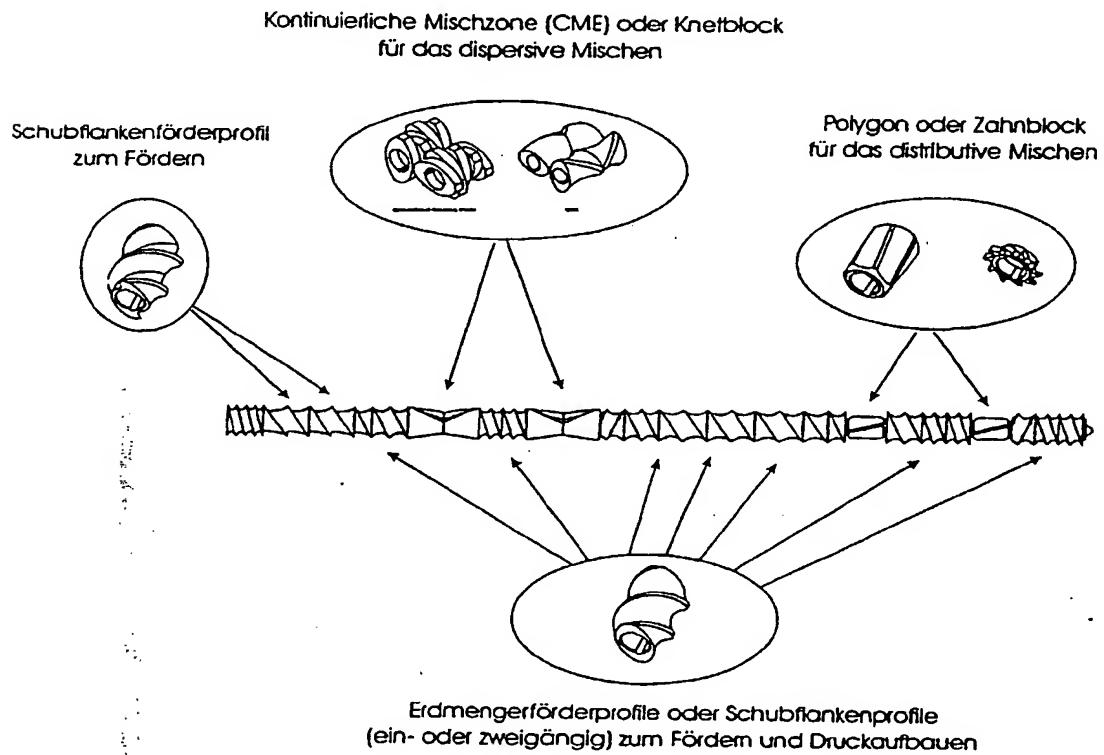 Kontinuierliche Mischzone (CME) oder Knetblock
für das dispersive Mischen
Schubflankenförderprofil
zum Fördern
Polygon oder Zahnblock
für das distributive Mischen
Erdmengerförderprofile oder Schubflankenprofile
(ein- oder zweigängig) zum Fördern und Druckaufbauen